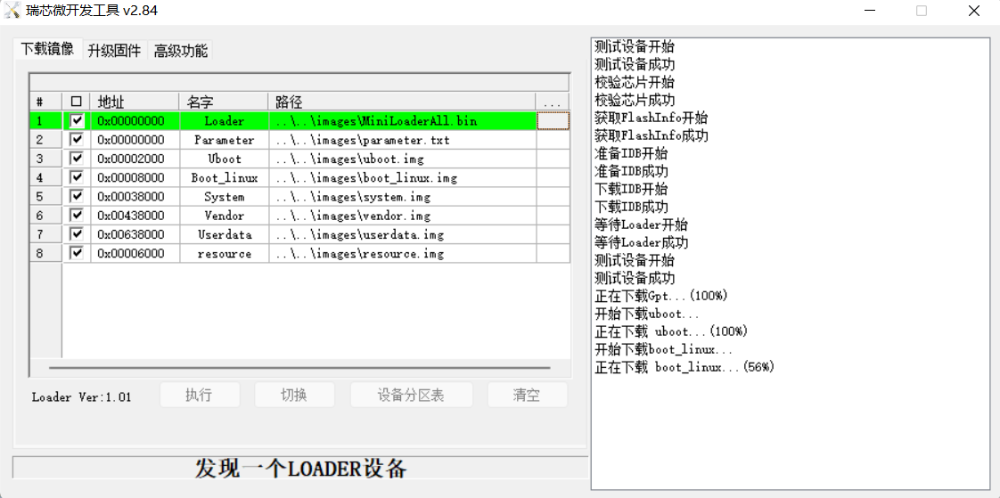 瑞芯微开发工具 v2.84
下载镜像 升级固件 高级功能
# 地址 名字 路径 ...
1 0x00000000 Loader ..\..\images\MiniLoaderAll.bin
2 0x00000000 Parameter ..\..\images\parameter.txt
3 0x00002000 Uboot ..\..\images\uboot.img
4 0x00008000 Boot_linux ..\..\images\boot_linux.img
5 0x00038000 System ..\..\images\system.img
6 0x00438000 Vendor ..\..\images\vendor.img
7 0x00638000 Userdata ..\..\images\userdata.img
8 0x00006000 resource ..\..\images\resource.img
Loader Ver:1.01 执行 切换 设备分区表 清空
发现一个LOADER设备
测试设备开始
测试设备成功
校验芯片开始
校验芯片成功
获取FlashInfo开始
获取FlashInfo成功
准备IDB开始
准备IDB成功
下载IDB开始
下载IDB成功
等待Loader开始
等待Loader成功
测试设备开始
测试设备成功
正在下载Gpt...(100%)
开始下载uboot...
正在下载 uboot...(100%)
开始下载boot_linux...
正在下载 boot_linux...(56%)